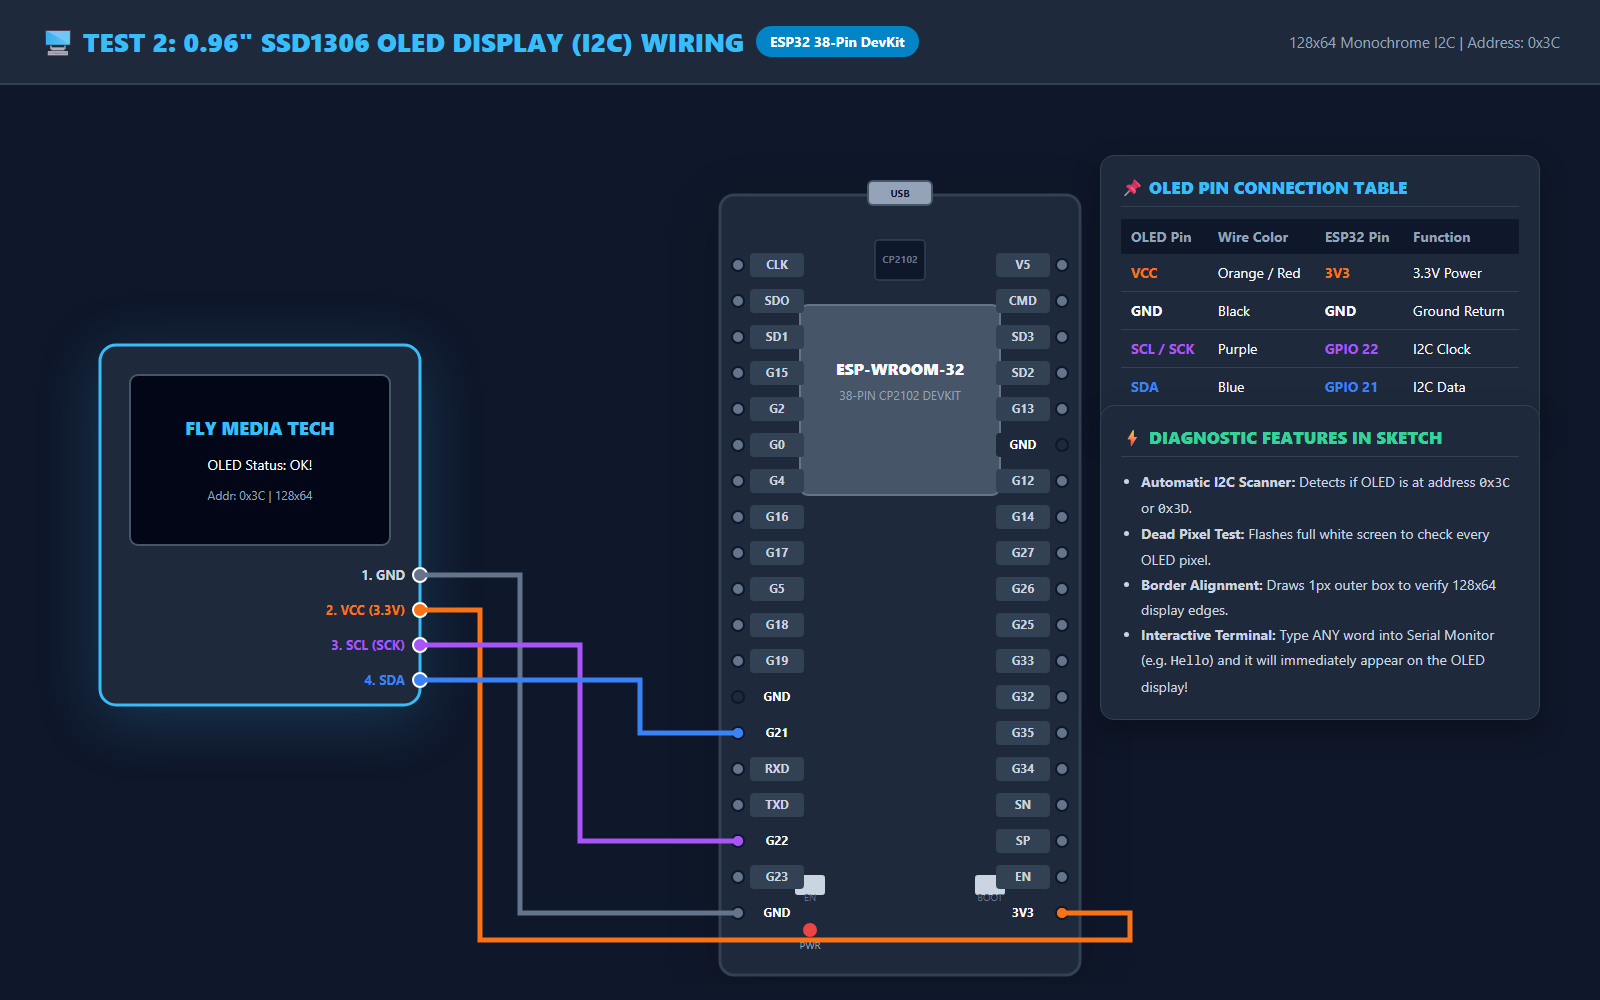 TEST 2: 0.96" SSD1306 OLED DISPLAY (I2C) WIRING
ESP32 38-Pin DevKit
128x64 Monochrome I2C | Address: 0x3C
FLY MEDIA TECH
OLED Status: OK!
Addr: 0x3C | 128x64
1. GND
2. VCC (3.3V)
3. SCL (SCK)
4. SDA
USB
CP2102
ESP-WROOM-32
38-PIN CP2102 DEVKIT
CLK
SDO
SD1
G15
G2
G0
G4
G16
G17
G5
G18
G19
GND
G21
RXD
TXD
G22
G23
GND
V5
CMD
SD3
SD2
G13
GND
G12
G14
G27
G26
G25
G33
G32
G35
G34
SN
SP
EN
3V3
EN
BOOT
PWR
OLED PIN CONNECTION TABLE
OLED Pin Wire Color ESP32 Pin Function
VCC Orange / Red 3V3 3.3V Power
GND Black GND Ground Return
SCL / SCK Purple GPIO 22 I2C Clock
SDA Blue GPIO 21 I2C Data
DIAGNOSTIC FEATURES IN SKETCH
• Automatic I2C Scanner: Detects if OLED is at address 0x3C
or 0x3D.
• Dead Pixel Test: Flashes full white screen to check every
OLED pixel.
• Border Alignment: Draws 1px outer box to verify 128x64
display edges.
• Interactive Terminal: Type ANY word into Serial Monitor
(e.g. Hello) and it will immediately appear on the OLED
display!